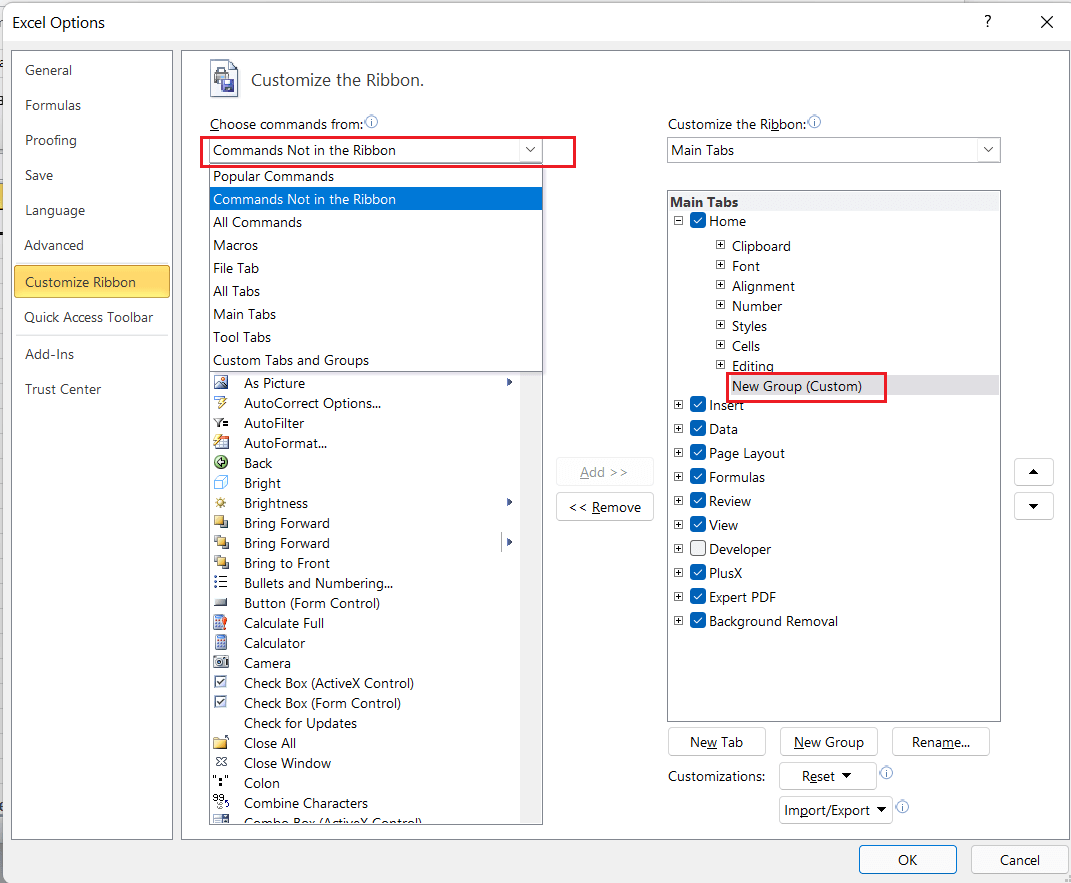 Excel Options
?
General
Formulas
Proofing
Save
Language
Advanced
Customize Ribbon
Quick Access Toolbar
Add-Ins
Trust Center
Customize the Ribbon.
Choose commands from:
Commands Not in the Ribbon
Popular Commands
Commands Not in the Ribbon
All Commands
Macros
File Tab
All Tabs
Main Tabs
Tool Tabs
Custom Tabs and Groups
As Picture
AutoCorrect Options...
AutoFilter
AutoFormat...
Back
Bright
Brightness
Bring Forward
Bring Forward
Bring to Front
Bullets and Numbering...
Button (Form Control)
Calculate Full
Calculator
Camera
Check Box (ActiveX Control)
Check Box (Form Control)
Check for Updates
Close All
Close Window
Colon
Combine Characters
Combo Box (ActiveX Control)
Add >>
<< Remove
Customize the Ribbon:
Main Tabs
Main Tabs
Home
Clipboard
Font
Alignment
Number
Styles
Cells
Editing
New Group (Custom)
Insert
Data
Page Layout
Formulas
Review
View
Developer
PlusX
Expert PDF
Background Removal
New Tab
New Group
Rename...
Customizations:
Reset
Import/Export
OK
Cancel